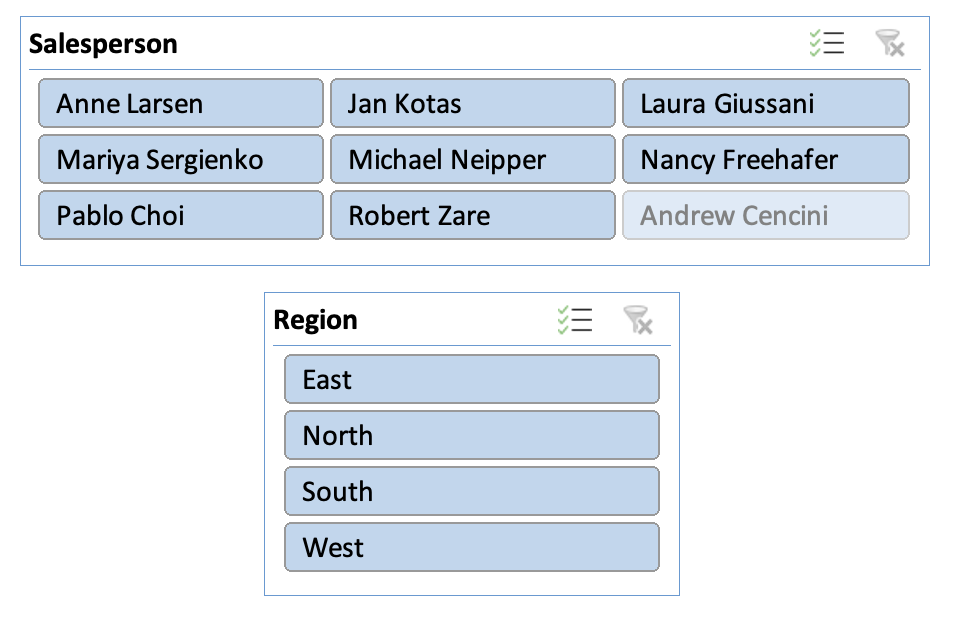 Salesperson
Anne Larsen Jan Kotas Laura Giussani
Mariya Sergienko Michael Neipper Nancy Freehafer
Pablo Choi Robert Zare Andrew Cencini
Region
East
North
South
West